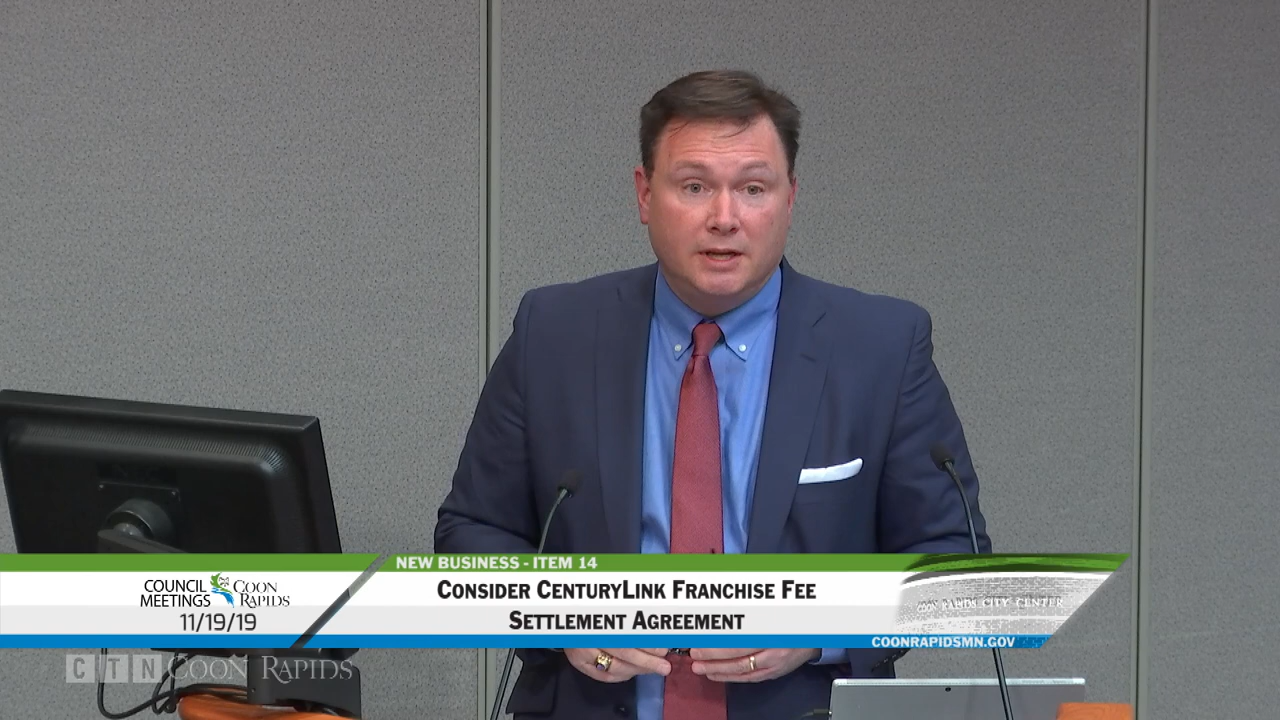 NEW BUSINESS - ITEM 14
COUNCIL MEETINGS
COON RAPIDS
11/19/19
CONSIDER CENTURYLINK FRANCHISE FEE
SETTLEMENT AGREEMENT
COON RAPIDS CITY CENTER
COONRAPIDSMN.GOV
CTN COON RAPIDS